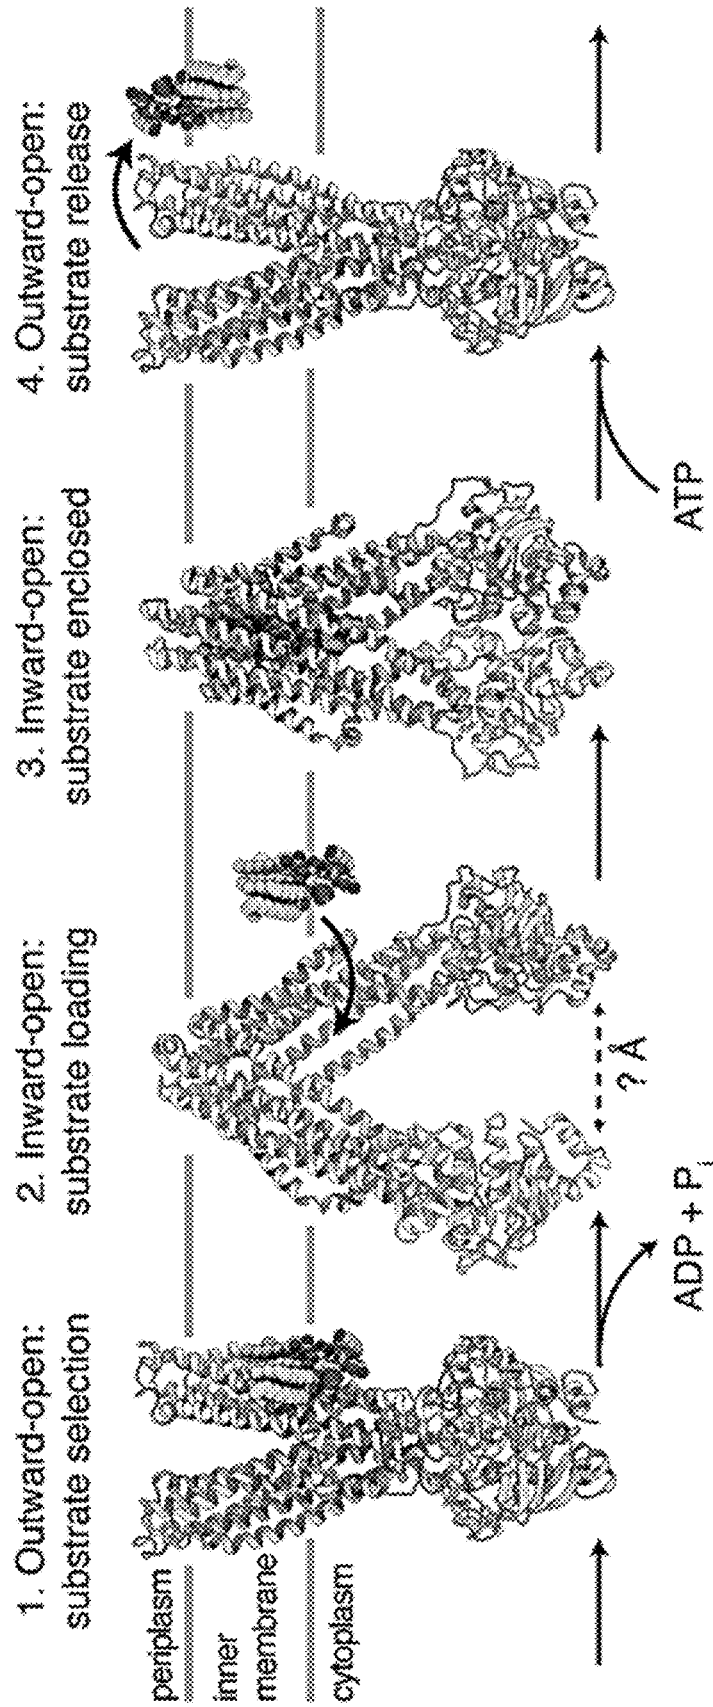 1. Outward-open:
substrate selection
2. Inward-open:
substrate loading
3. Inward-open:
substrate enclosed
4. Outward-open:
substrate release
periplasm
inner
membrane
cytoplasm
? Å
ADP + Pi
ATP